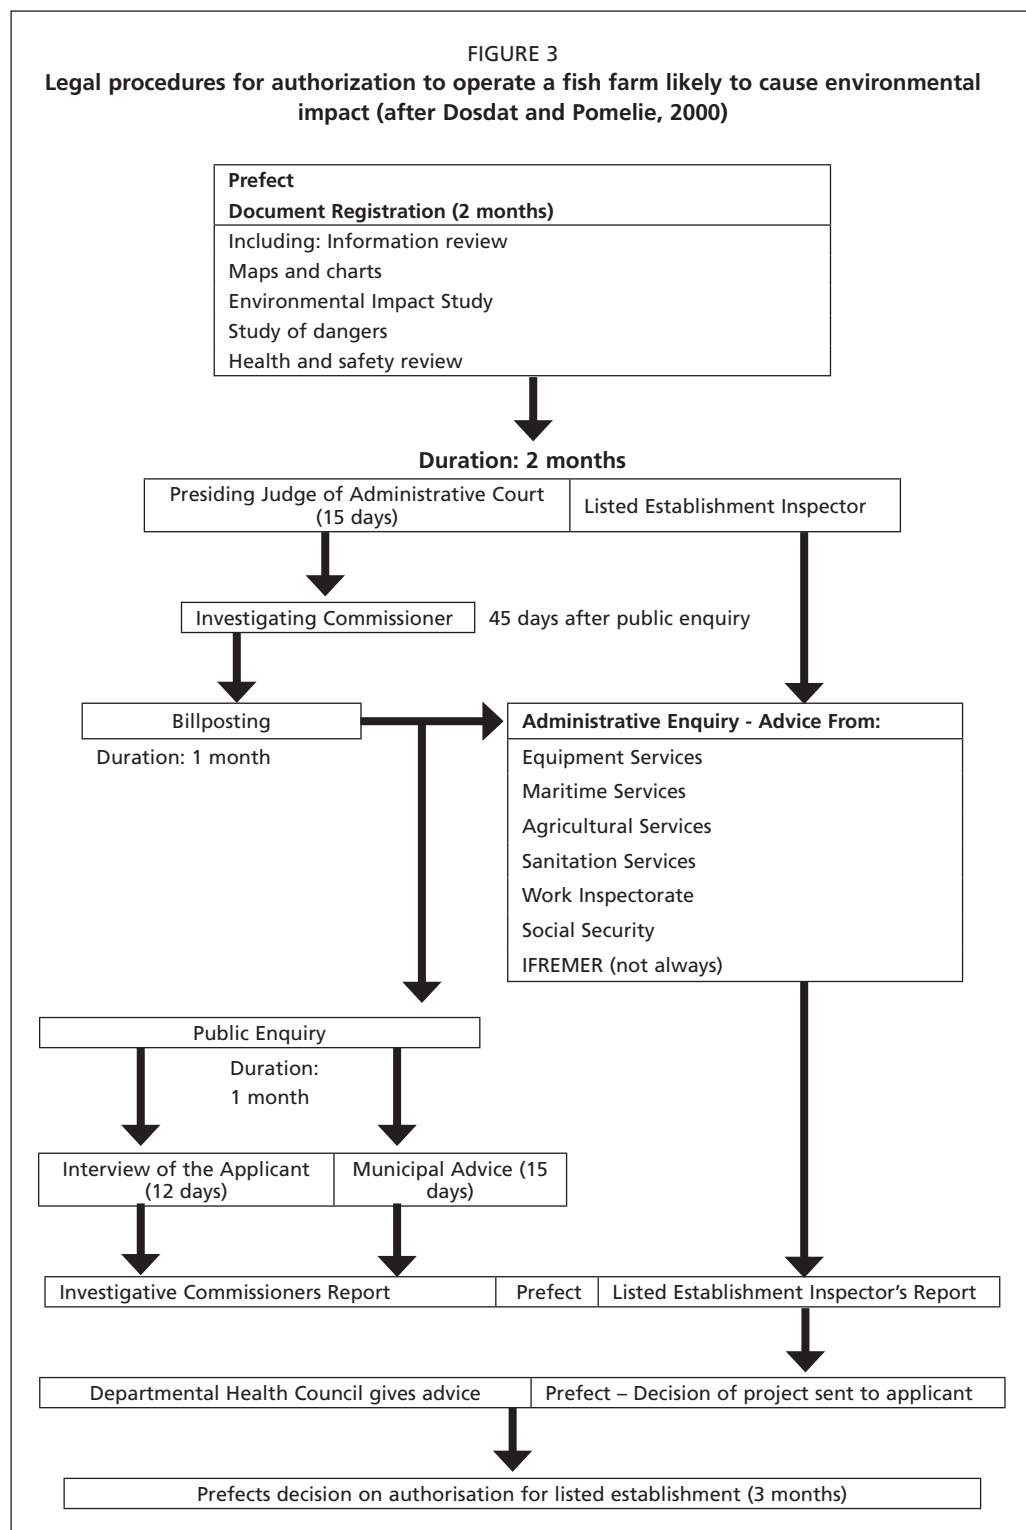 FIGURE 3
Legal procedures for authorization to operate a fish farm likely to cause environmental
impact (after Dosdat and Pomelie, 2000)
Prefect
Document Registration (2 months)
Including: Information review
Maps and charts
Environmental Impact Study
Study of dangers
Health and safety review
Duration: 2 months
Presiding Judge of Administrative Court
(15 days)
Listed Establishment Inspector
Investigating Commissioner
45 days after public enquiry
Billposting
Duration: 1 month
Administrative Enquiry - Advice From:
Equipment Services
Maritime Services
Agricultural Services
Sanitation Services
Work Inspectorate
Social Security
IFREMER (not always)
Public Enquiry
Duration:
1 month
Interview of the Applicant
(12 days)
Municipal Advice (15
days)
Investigative Commissioners Report
Prefect
Listed Establishment Inspector’s Report
Departmental Health Council gives advice
Prefect – Decision of project sent to applicant
Prefects decision on authorisation for listed establishment (3 months)